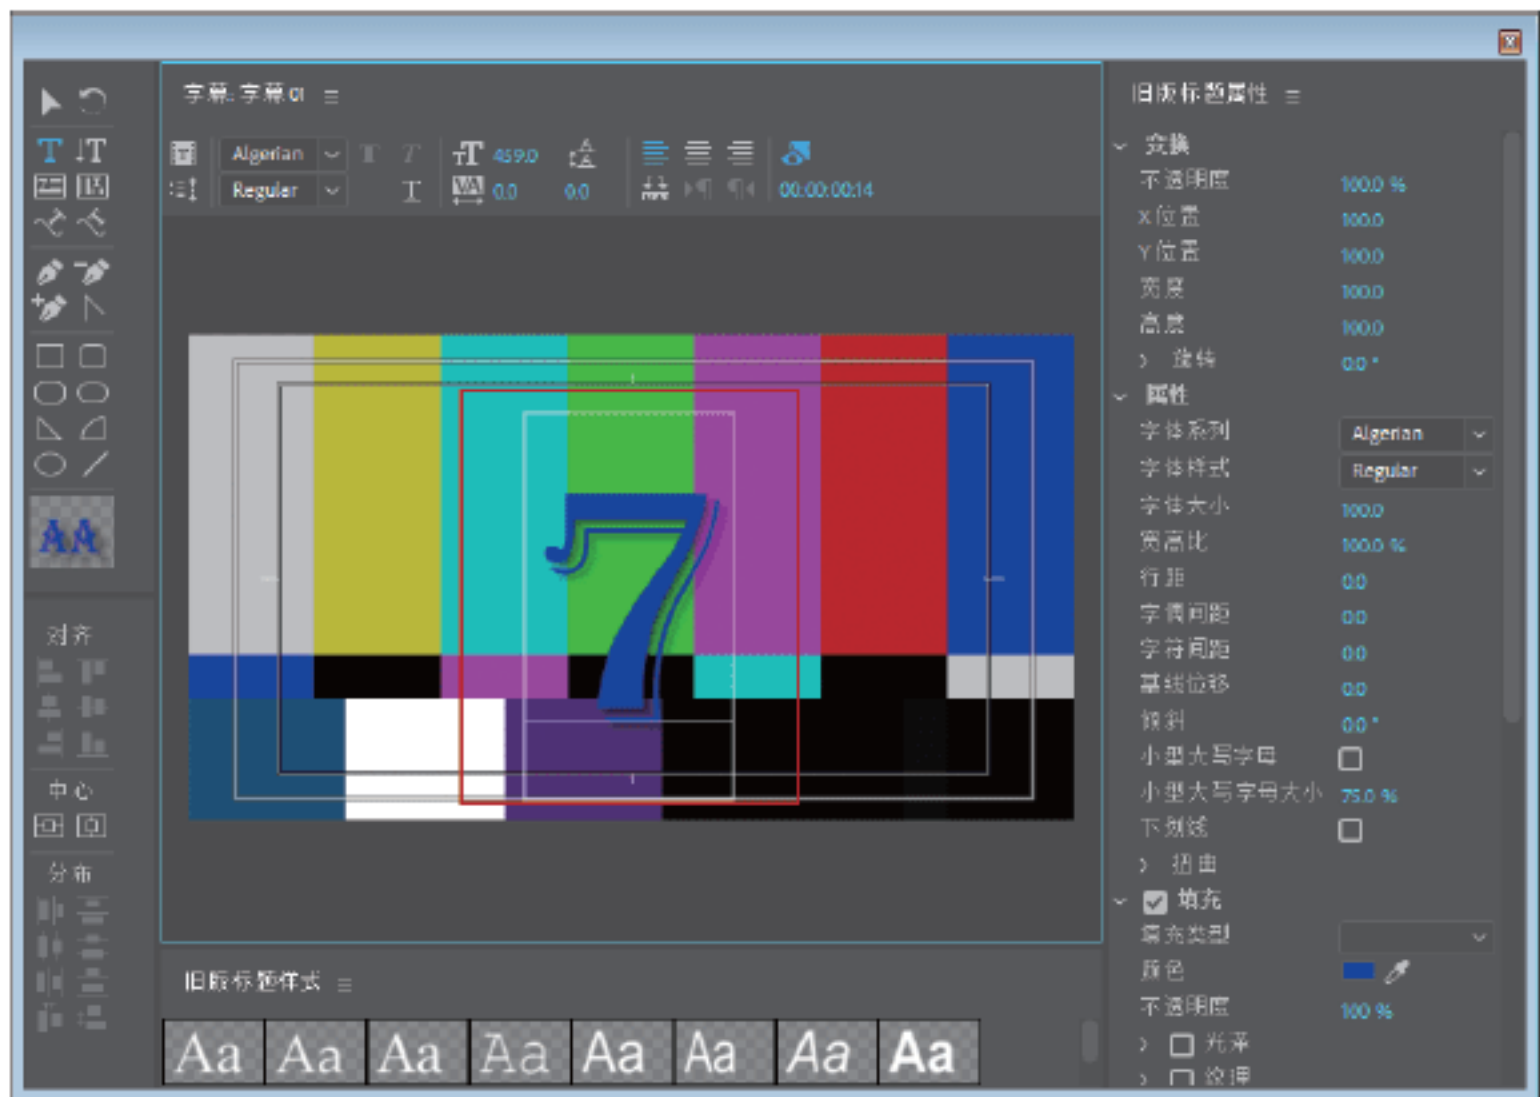 字幕: 字幕 01
Algerian
459.0
Regular
0.0
0.0
00:00:00:14
7
AA
对齐
中心
分布
旧版标题样式
Aa Aa Aa Aa Aa Aa Aa Aa
旧版标题属性
变换
不透明度 100.0 %
X位置 100.0
Y位置 100.0
宽度 100.0
高度 100.0
旋转 0.0 °
属性
字体系列 Algerian
字体样式 Regular
字体大小 100.0
宽高比 100.0 %
行距 0.0
字偶间距 0.0
字符间距 0.0
基线位移 0.0
倾斜 0.0 °
小型大写字母
小型大写字母大小 75.0 %
下划线
扭曲
填充
填充类型
颜色
不透明度 100 %
光泽
纹理